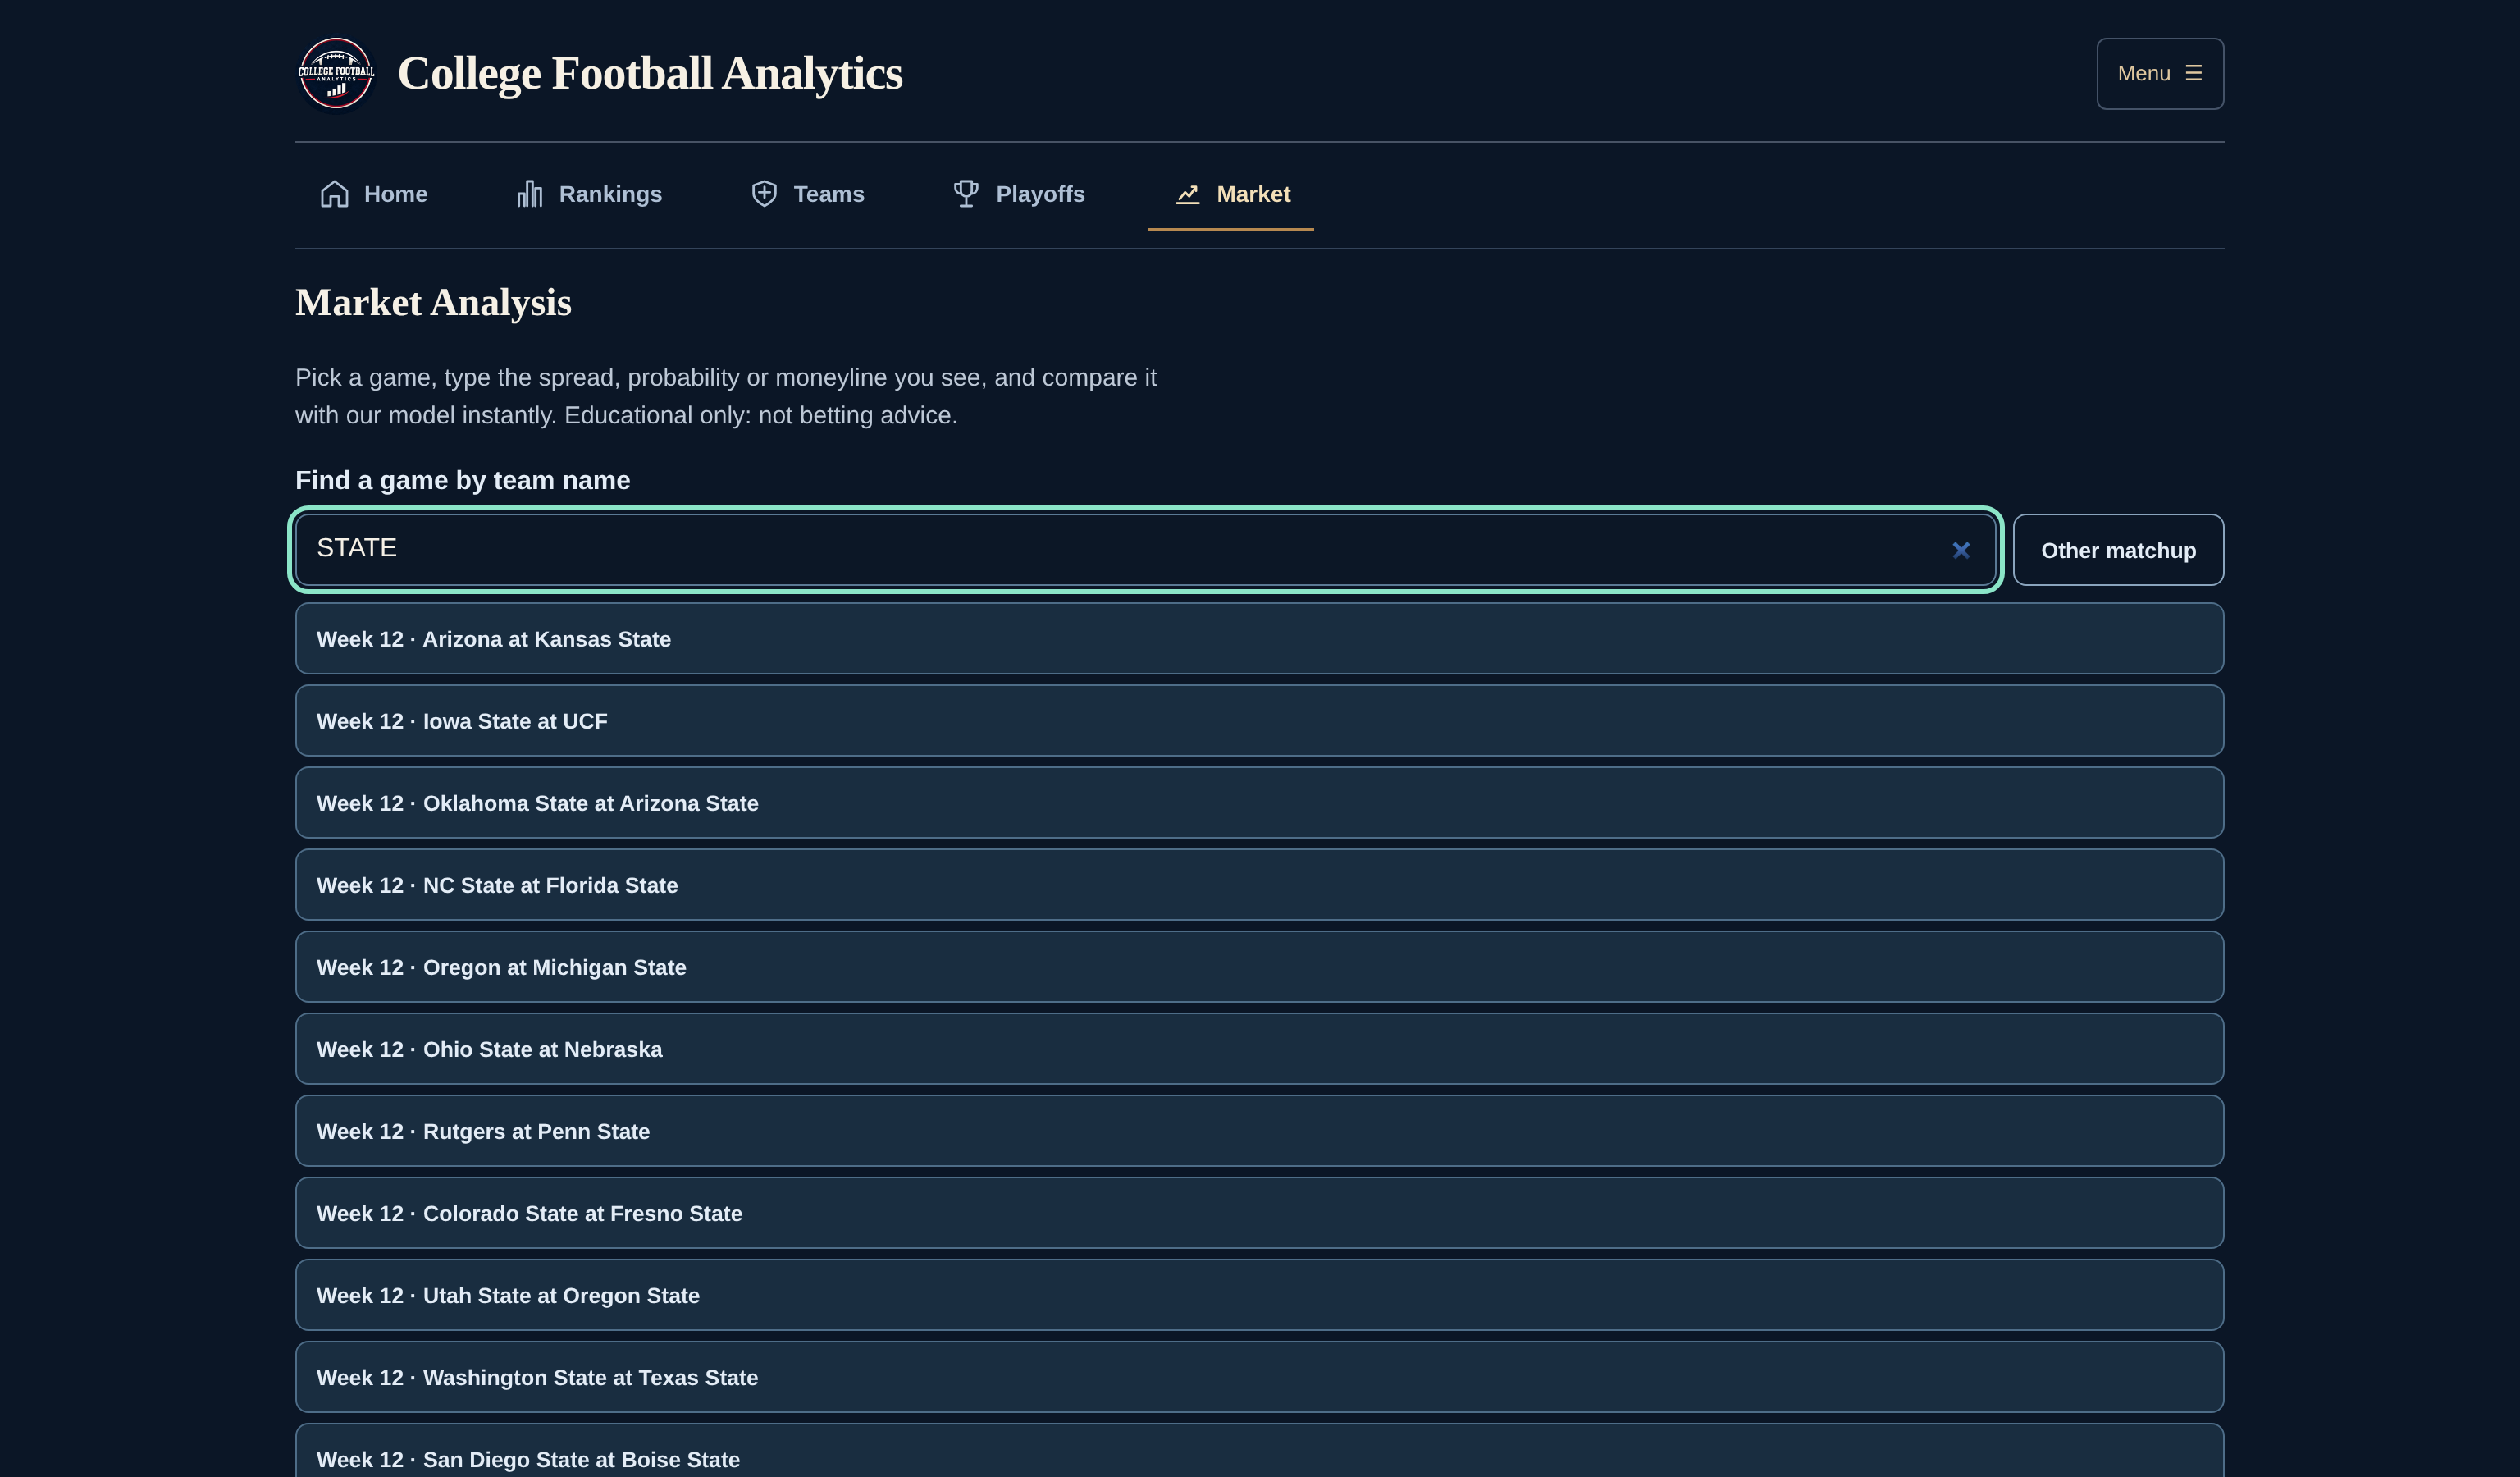 COLLEGE FOOTBALL
ANALYTICS
College Football Analytics
Menu ☰
Home
Rankings
Teams
Playoffs
Market
Market Analysis
Pick a game, type the spread, probability or moneyline you see, and compare it
with our model instantly. Educational only: not betting advice.
Find a game by team name
STATE
Other matchup
Week 12 · Arizona at Kansas State
Week 12 · Iowa State at UCF
Week 12 · Oklahoma State at Arizona State
Week 12 · NC State at Florida State
Week 12 · Oregon at Michigan State
Week 12 · Ohio State at Nebraska
Week 12 · Rutgers at Penn State
Week 12 · Colorado State at Fresno State
Week 12 · Utah State at Oregon State
Week 12 · Washington State at Texas State
Week 12 · San Diego State at Boise State